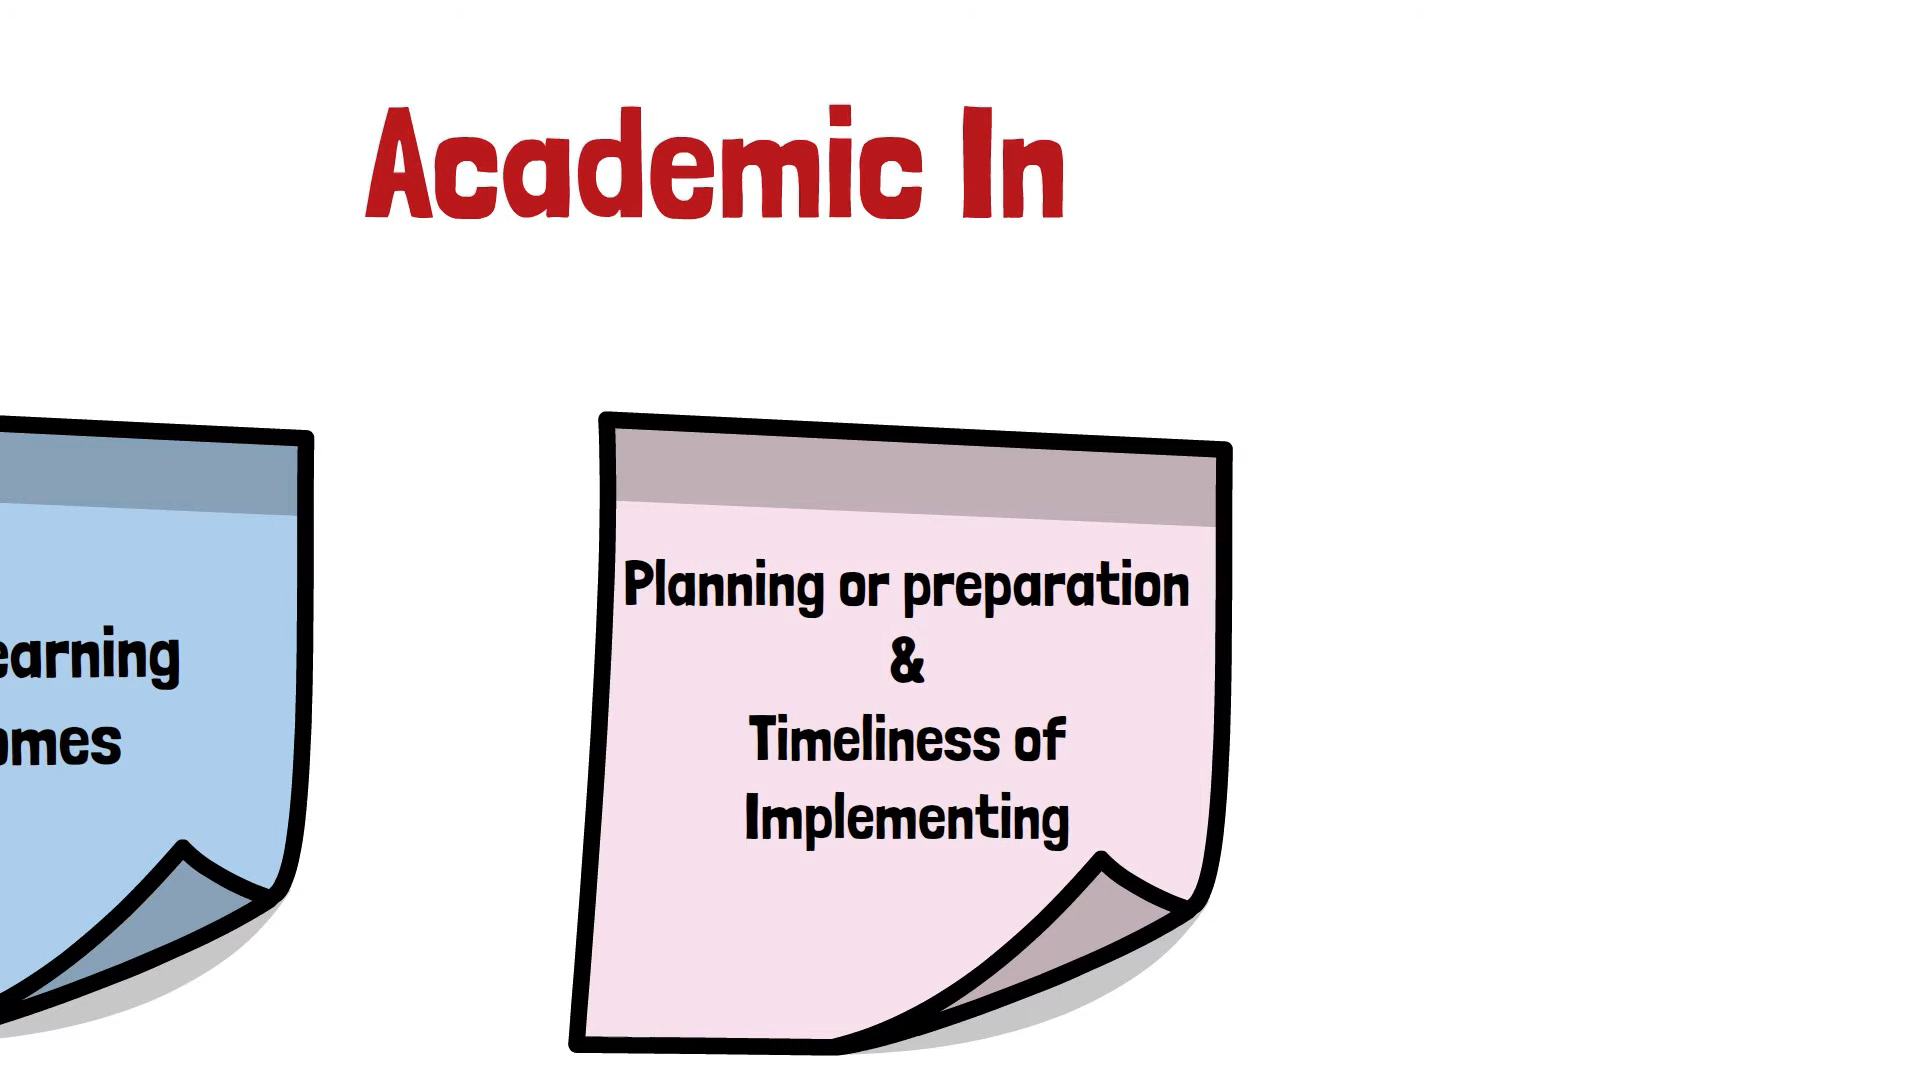 Academic In
earning
omes
Planning or preparation
&
Timeliness of
Implementing